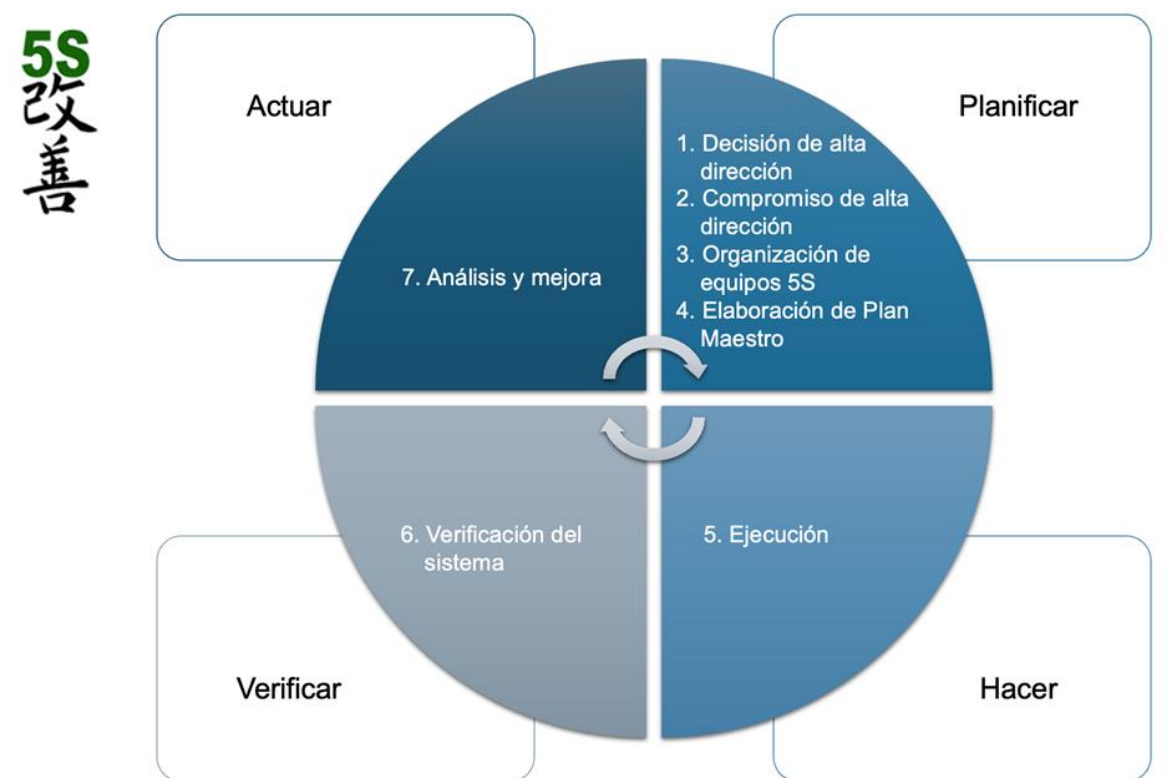 5S
改
善
Actuar
Planificar
1. Decisión de alta
dirección
2. Compromiso de alta
dirección
3. Organización de
equipos 5S
4. Elaboración de Plan
Maestro
7. Análisis y mejora
6. Verificación del
sistema
5. Ejecución
Verificar
Hacer